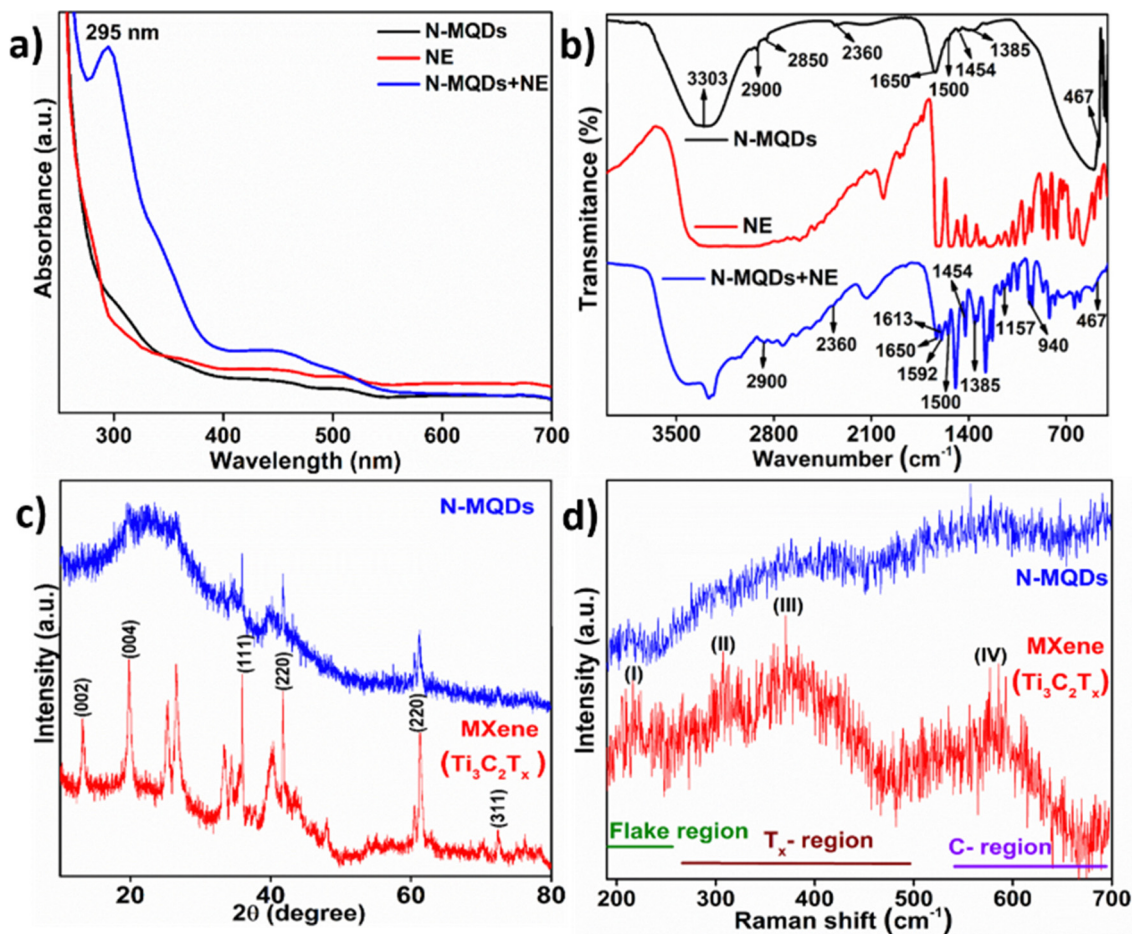 a)
295 nm
N-MQDs
NE
N-MQDs+NE
Absorbance (a.u.)
300 400 500 600 700
Wavelength (nm)
b)
3303
2900
2850
2360
1650
1500
1454
1385
467
N-MQDs
NE
N-MQDs+NE
2900
2360
1613
1650
1592
1500
1454
1385
1157
940
467
Transmitance (%)
3500 2800 2100 1400 700
Wavenumber (cm⁻¹)
c)
N-MQDs
(002)
(004)
(111)
(220)
(220)
(311)
MXene
(Ti₃C₂Tₓ)
Intensity (a.u.)
20 40 60 80
2θ (degree)
d)
N-MQDs
(I)
(II)
(III)
(IV)
MXene
(Ti₃C₂Tₓ)
Flake region
Tₓ- region
C- region
Intensity (a.u.)
200 300 400 500 600 700
Raman shift (cm⁻¹)